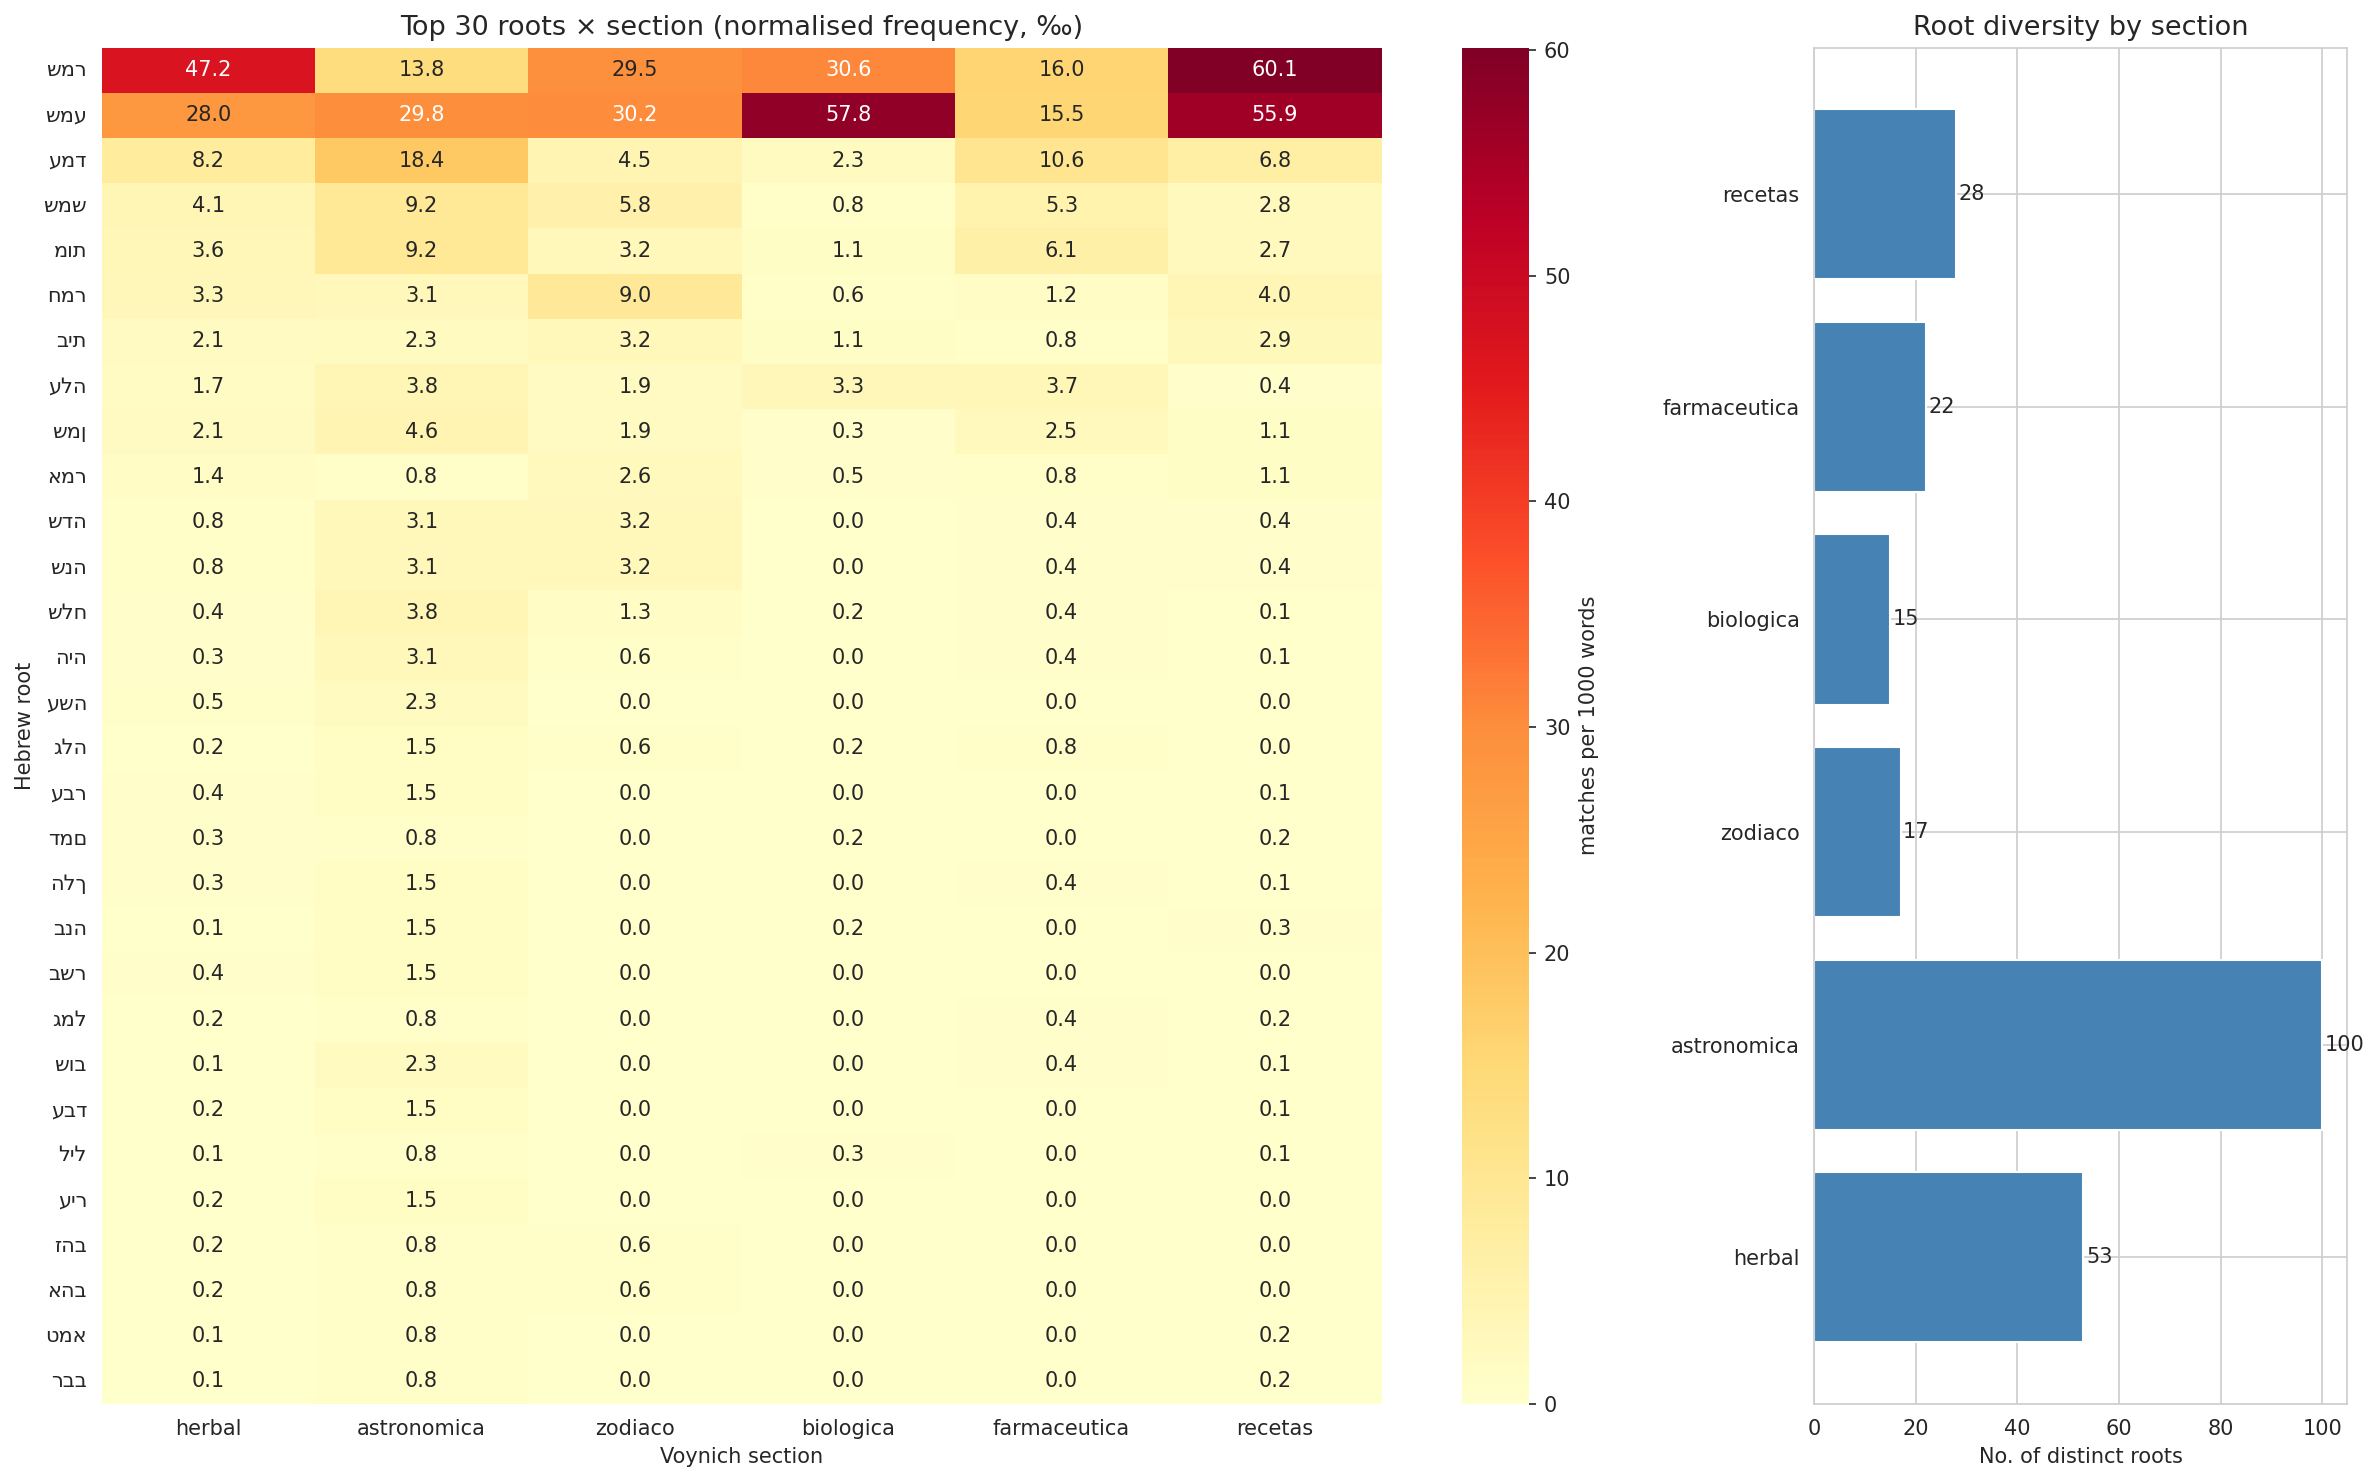 Top 30 roots × section (normalised frequency, ‰)
Hebrew root
שמר 47.2 13.8 29.5 30.6 16.0 60.1
שמע 28.0 29.8 30.2 57.8 15.5 55.9
עמד 8.2 18.4 4.5 2.3 10.6 6.8
שמש 4.1 9.2 5.8 0.8 5.3 2.8
מות 3.6 9.2 3.2 1.1 6.1 2.7
חמר 3.3 3.1 9.0 0.6 1.2 4.0
בית 2.1 2.3 3.2 1.1 0.8 2.9
עלה 1.7 3.8 1.9 3.3 3.7 0.4
שמן 2.1 4.6 1.9 0.3 2.5 1.1
אמר 1.4 0.8 2.6 0.5 0.8 1.1
שדה 0.8 3.1 3.2 0.0 0.4 0.4
שנה 0.8 3.1 3.2 0.0 0.4 0.4
שלח 0.4 3.8 1.3 0.2 0.4 0.1
היה 0.3 3.1 0.6 0.0 0.4 0.1
עשה 0.5 2.3 0.0 0.0 0.0 0.0
גלה 0.2 1.5 0.6 0.2 0.8 0.0
עבר 0.4 1.5 0.0 0.0 0.0 0.1
דמם 0.3 0.8 0.0 0.2 0.0 0.2
הלך 0.3 1.5 0.0 0.0 0.4 0.1
בנה 0.1 1.5 0.0 0.2 0.0 0.3
בשר 0.4 1.5 0.0 0.0 0.0 0.0
גמל 0.2 0.8 0.0 0.0 0.4 0.2
שוב 0.1 2.3 0.0 0.0 0.4 0.1
עבד 0.2 1.5 0.0 0.0 0.0 0.1
ליל 0.1 0.8 0.0 0.3 0.0 0.1
עיר 0.2 1.5 0.0 0.0 0.0 0.0
זהב 0.2 0.8 0.6 0.0 0.0 0.0
אהב 0.2 0.8 0.6 0.0 0.0 0.0
טמא 0.1 0.8 0.0 0.0 0.0 0.2
רבב 0.1 0.8 0.0 0.0 0.0 0.2
herbal astronomica zodiaco biologica farmaceutica recetas
Voynich section
60
50
40
30
20
10
0
matches per 1000 words
Root diversity by section
recetas 28
farmaceutica 22
biologica 15
zodiaco 17
astronomica 100
herbal 53
0 20 40 60 80 100
No. of distinct roots